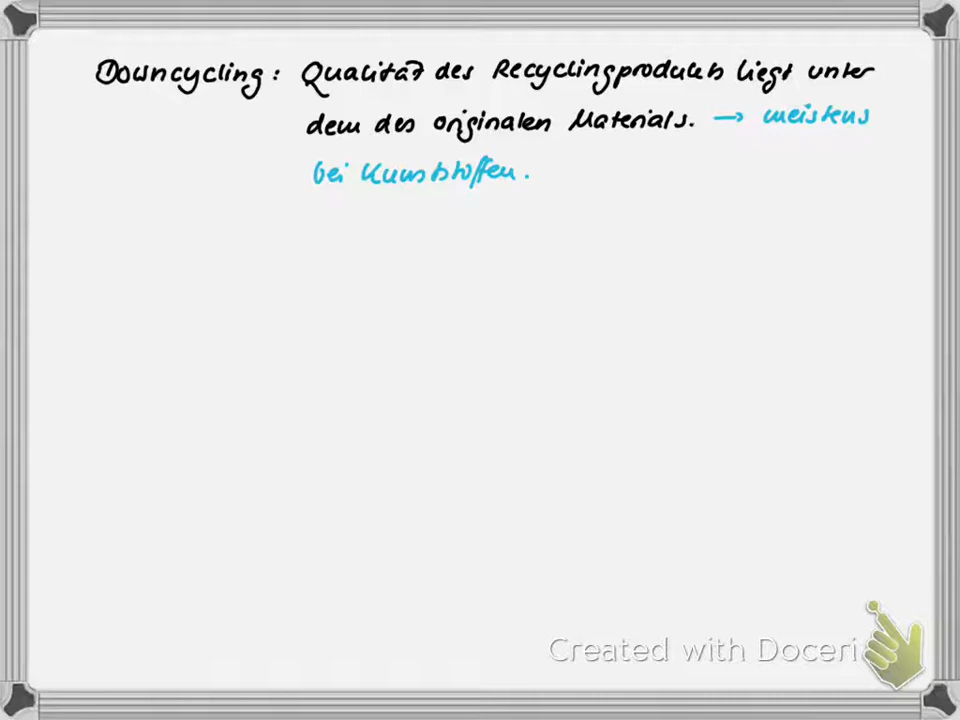 Downcycling: Qualität des Recyclingprodukts liegt unter
dem des originalen Materials. → meistens
bei Kunststoffen.
Created with Doceri